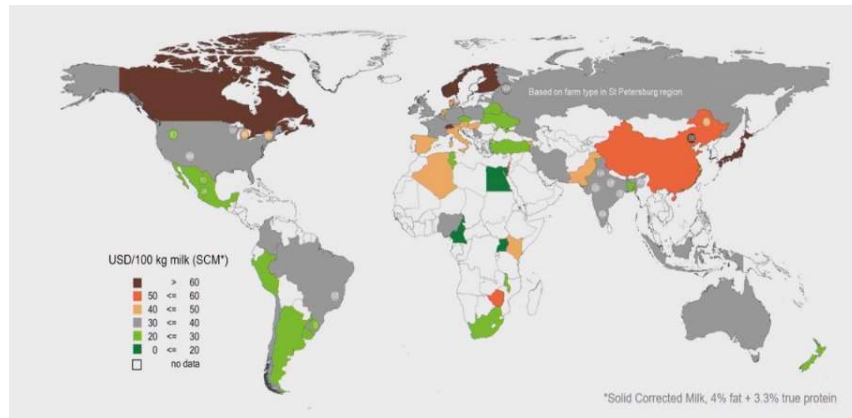 Based on farm type in St Petersburg region
USD/100 kg milk (SCM*)
> 60
50 <= 60
40 <= 50
30 <= 40
20 <= 30
0 <= 20
no data
*Solid Corrected Milk, 4% fat + 3.3% true protein